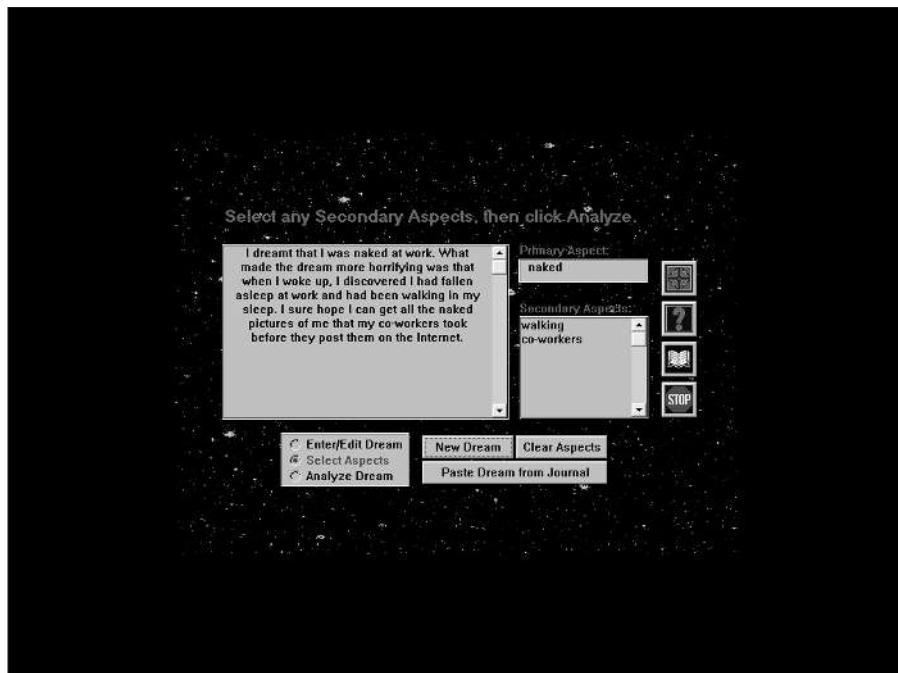 Select any Secondary Aspects, then click Analyze.
I dreamt that I was naked at work. What
made the dream more horrifying was that
when I woke up, I discovered I had fallen
asleep at work and had been walking in my
sleep. I sure hope I can get all the naked
pictures of me that my co-workers took
before they post them on the Internet.
Primary Aspect:
naked
Secondary Aspects:
walking
co-workers
?
STOP
Enter/Edit Dream
Select Aspects
Analyze Dream
New Dream
Clear Aspects
Paste Dream from Journal